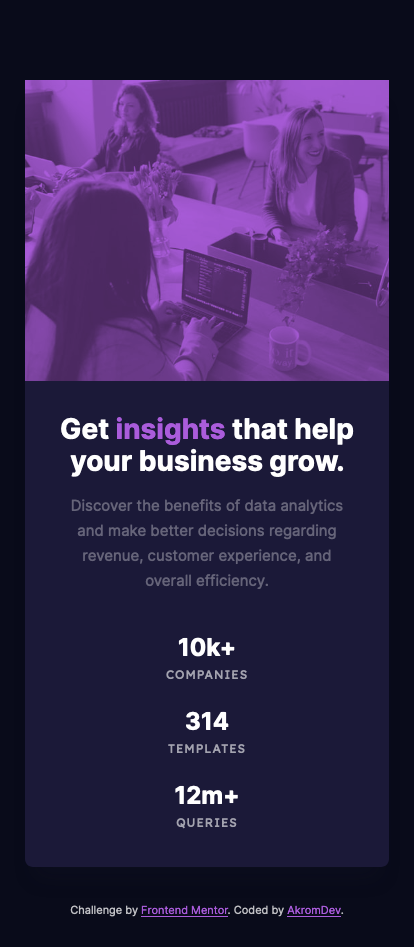 Get insights that help
your business grow.
Discover the benefits of data analytics
and make better decisions regarding
revenue, customer experience, and
overall efficiency.
10k+
COMPANIES
314
TEMPLATES
12m+
QUERIES
Challenge by Frontend Mentor. Coded by AkromDev.